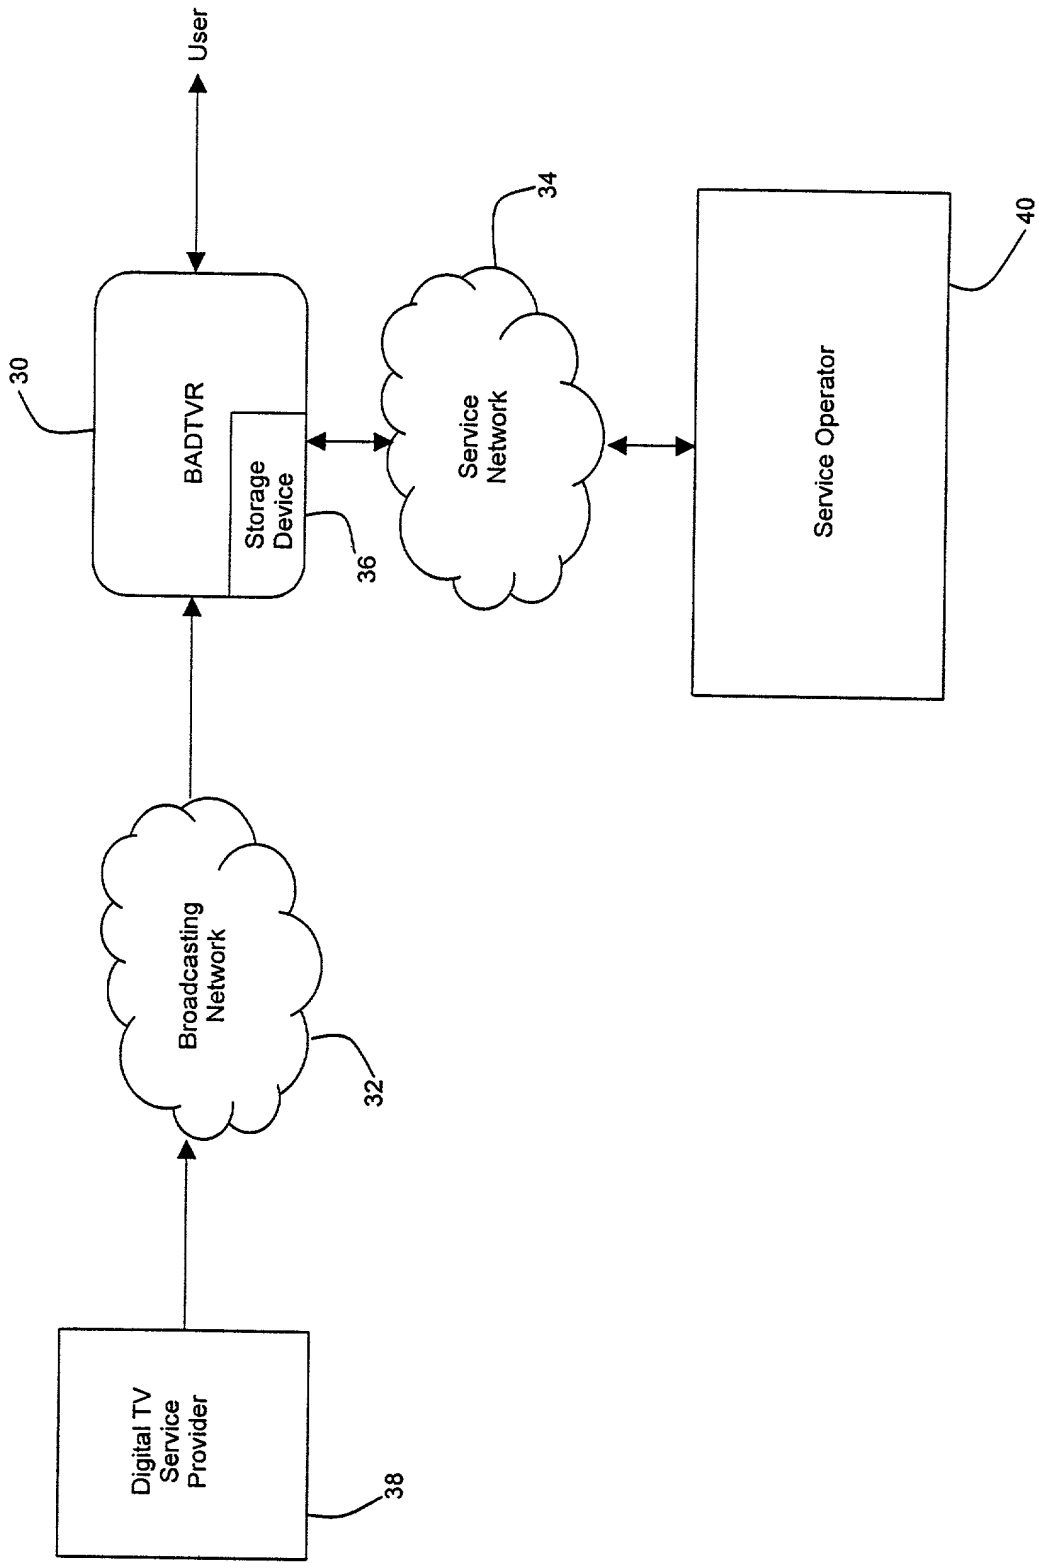 30
Digital TV
Service
Provider
Broadcasting
Network
BADTVR
User
Storage
Device
38
32
36
Service
Network
34
Service Operator
40